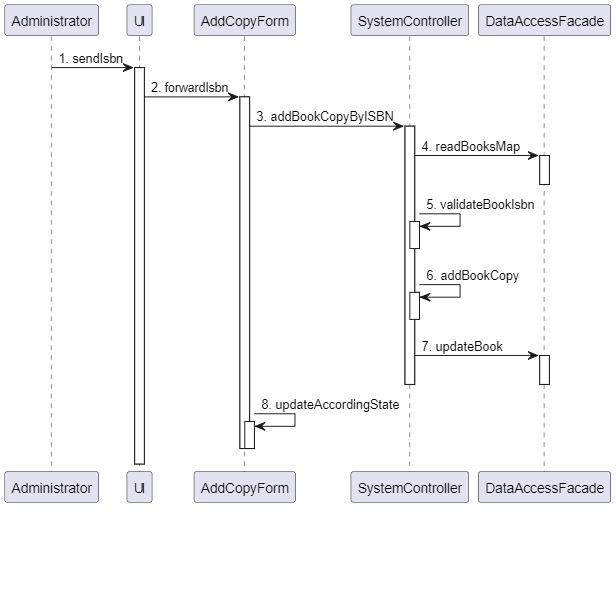 Administrator UI AddCopyForm SystemController DataAccessFacade
1. sendIsbn
2. forwardIsbn
3. addBookCopyByISBN
4. readBooksMap
5. validateBookIsbn
6. addBookCopy
7. updateBook
8. updateAccordingState
Administrator UI AddCopyForm SystemController DataAccessFacade